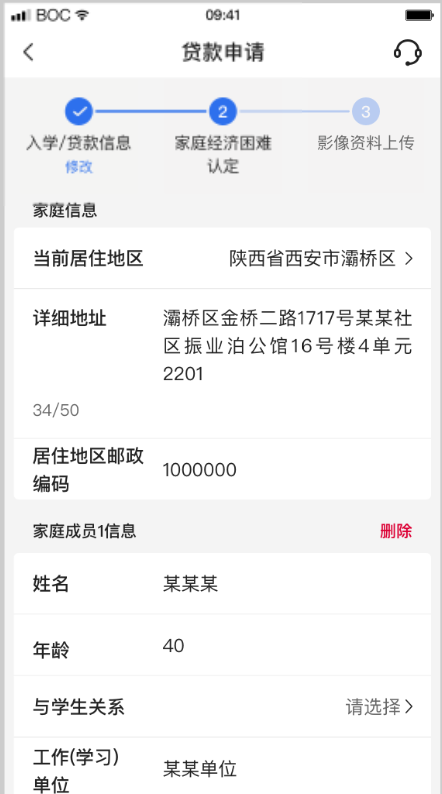 BOC
09:41
贷款申请
2
3
入学/贷款信息
家庭经济困难
影像资料上传
修改
认定
家庭信息
当前居住地区
陕西省西安市灞桥区
详细地址
灞桥区金桥二路1717号某某社
区振业泊公馆16号楼4单元
2201
34/50
居住地区邮政
编码
1000000
家庭成员1信息
删除
姓名
某某某
年龄
40
与学生关系
请选择
工作(学习)
单位
某某单位